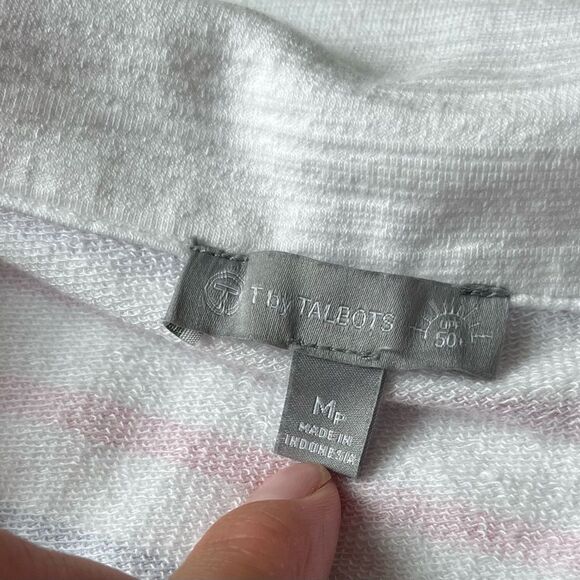 T by TALBOTS
UPF
50+
MP
MADE IN
INDONESIA